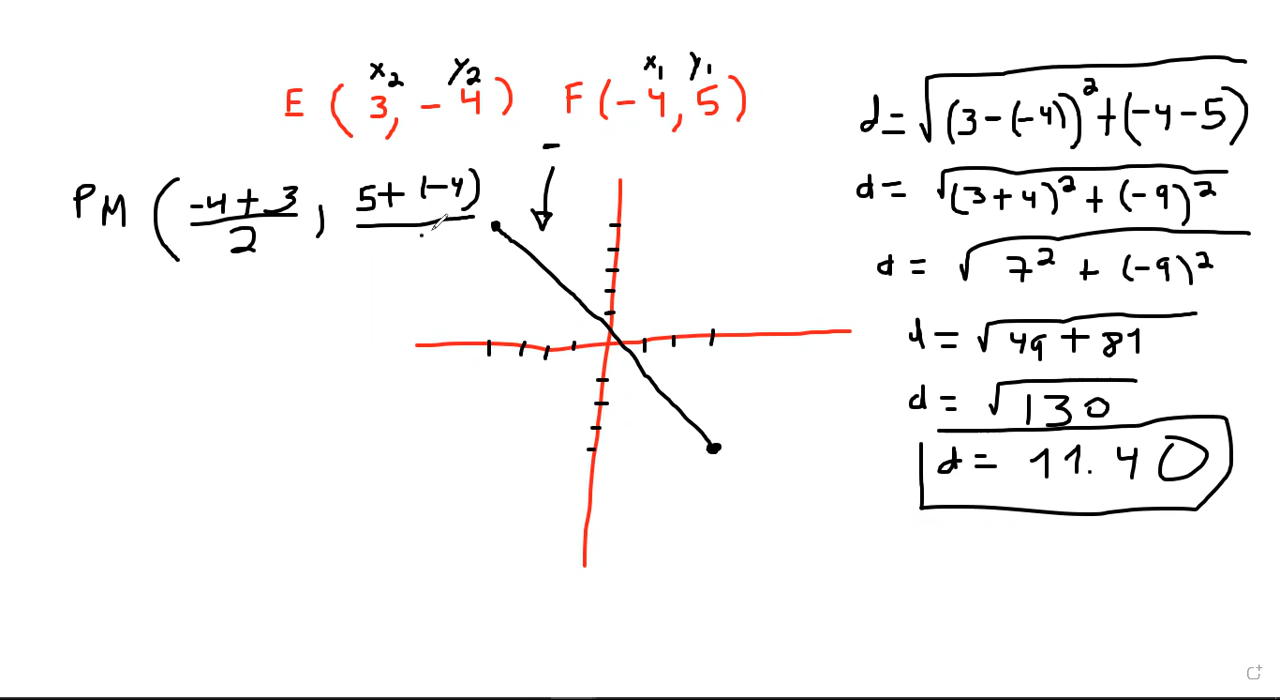 x₂ y₂ x₁ y₁
E (3, -4) F (-4, 5)
-
PM (-4+3/2, 5+(-4)/
d = √(3-(-4))²+(-4-5)
d = √(3+4)²+(-9)²
d = √7²+(-9)²
d = √49+81
d = √130
d = 11.40